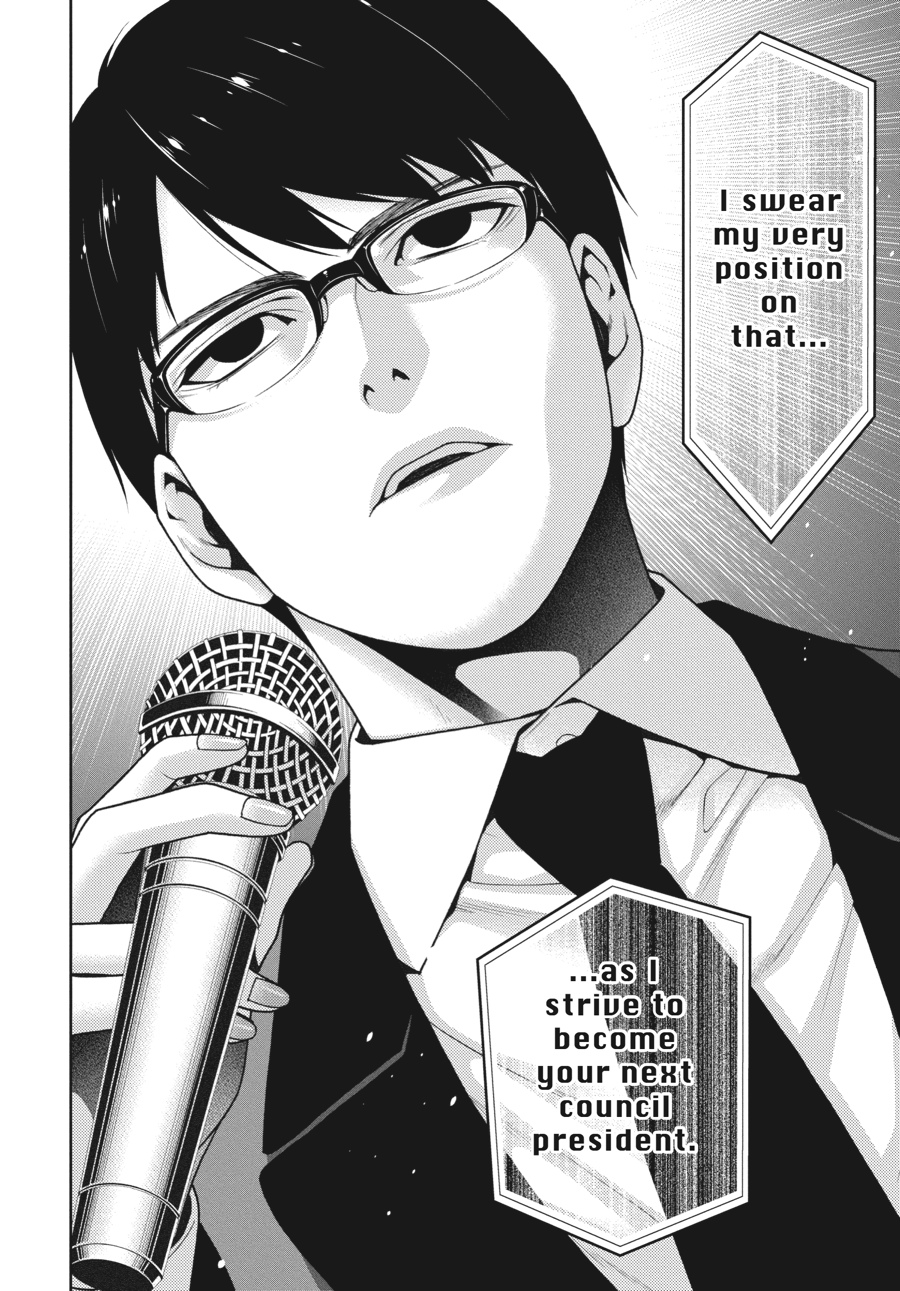 I swear
my very
position
on
that...
...as I
strive to
become
your next
council
president.